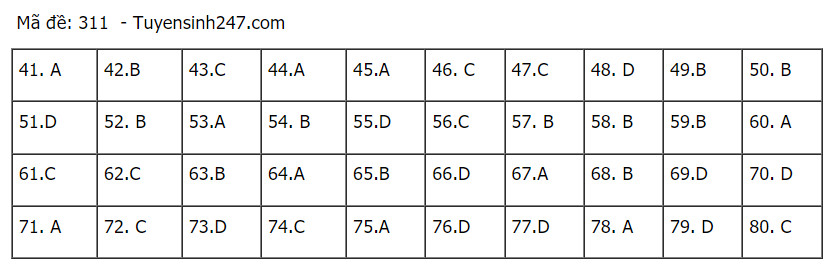 Mã đề: 311 - Tuyensinh247.com
41. A 42.B 43.C 44.A 45.A 46. C 47.C 48. D 49.B 50. B
51.D 52. B 53.A 54. B 55.D 56.C 57. B 58. B 59.B 60. A
61.C 62.C 63.B 64.A 65.B 66.D 67.A 68. B 69.D 70. D
71. A 72. C 73.D 74.C 75.A 76.D 77.D 78. A 79. D 80. C